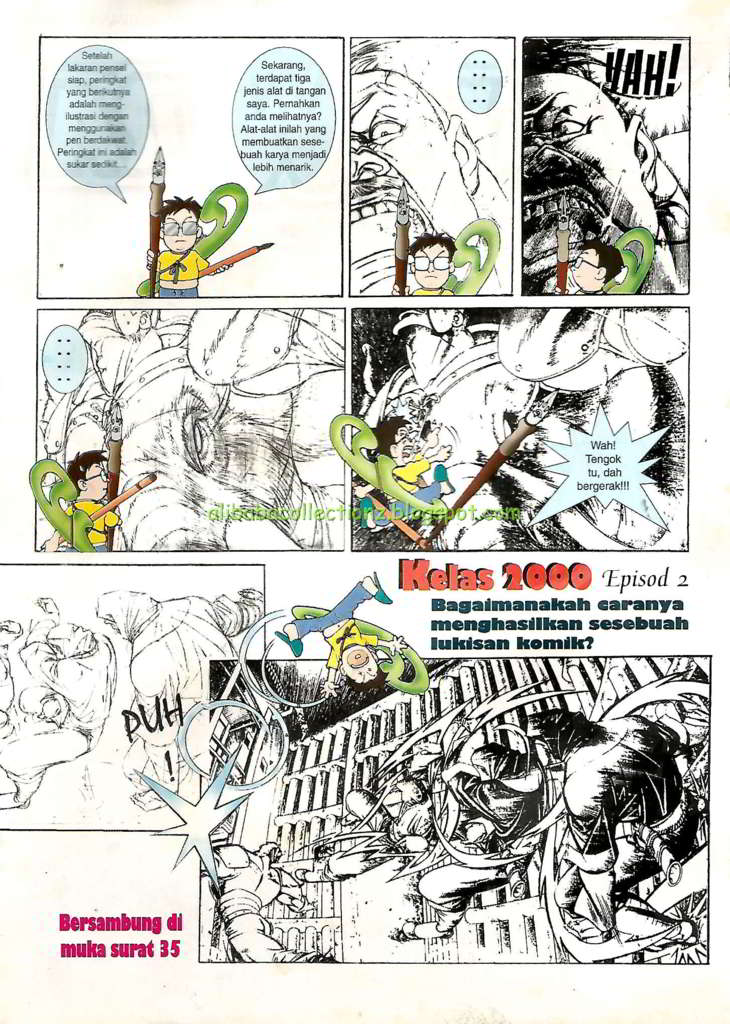 Setelah
lakaran pensel
siap, peringkat
yang berikutnya
adalah meng-
ilustrasi dengan
menggunakan
pen berdakwat.
Peringkat ini adalah
sukar sedikit...
Sekarang,
terdapat tiga
jenis alat di tangan
saya. Pernahkan
anda melihatnya?
Alat-alat inilah yang
membuatkan sese-
buah karya menjadi
lebih menarik.
YAH!
Wah!
Tengok
tu, dah
bergerak!!!
alibabacollectionz.blogspot.com
Kelas 2000 Episod 2
Bagaimanakah caranya
menghasilkan sesebuah
lukisan komik?
PUH
!
Bersambung di
muka surat 35